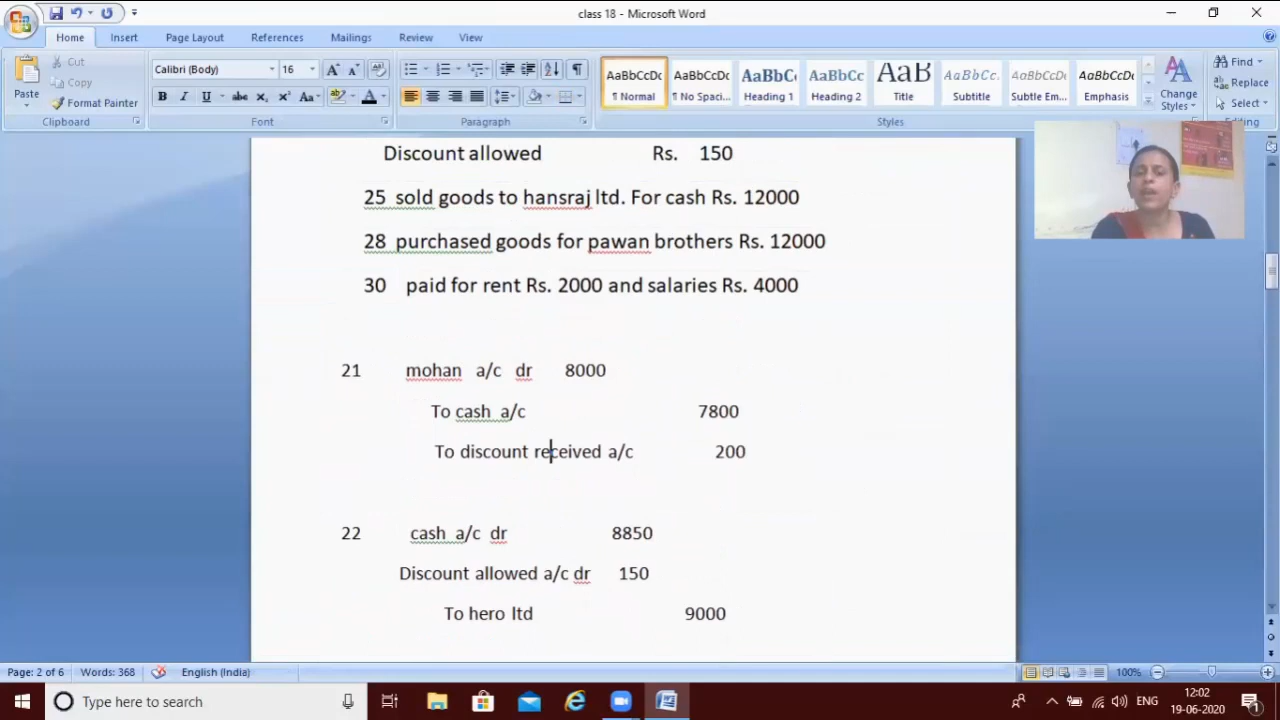 class 18 - Microsoft Word
Home Insert Page Layout References Mailings Review View
Paste
Cut
Copy
Format Painter
Clipboard
Calibri (Body) 16
Font
Paragraph
AaBbCcDc AaBbCcDc AaBbC AaBbCc AaB AaBbCc. AaBbCcDc AaBbCcDc
¶ Normal ¶ No Spaci... Heading 1 Heading 2 Title Subtitle Subtle Em... Emphasis
Change Styles
Styles
Find
Replace
Select
Editing
Discount allowed Rs. 150
25 sold goods to hansraj ltd. For cash Rs. 12000
28 purchased goods for pawan brothers Rs. 12000
30 paid for rent Rs. 2000 and salaries Rs. 4000
21 mohan a/c dr 8000
To cash a/c 7800
To discount received a/c 200
22 cash a/c dr 8850
Discount allowed a/c dr 150
To hero ltd 9000
Page: 2 of 6 Words: 368 English (India) 100%
Type here to search
ENG
12:02
19-06-2020